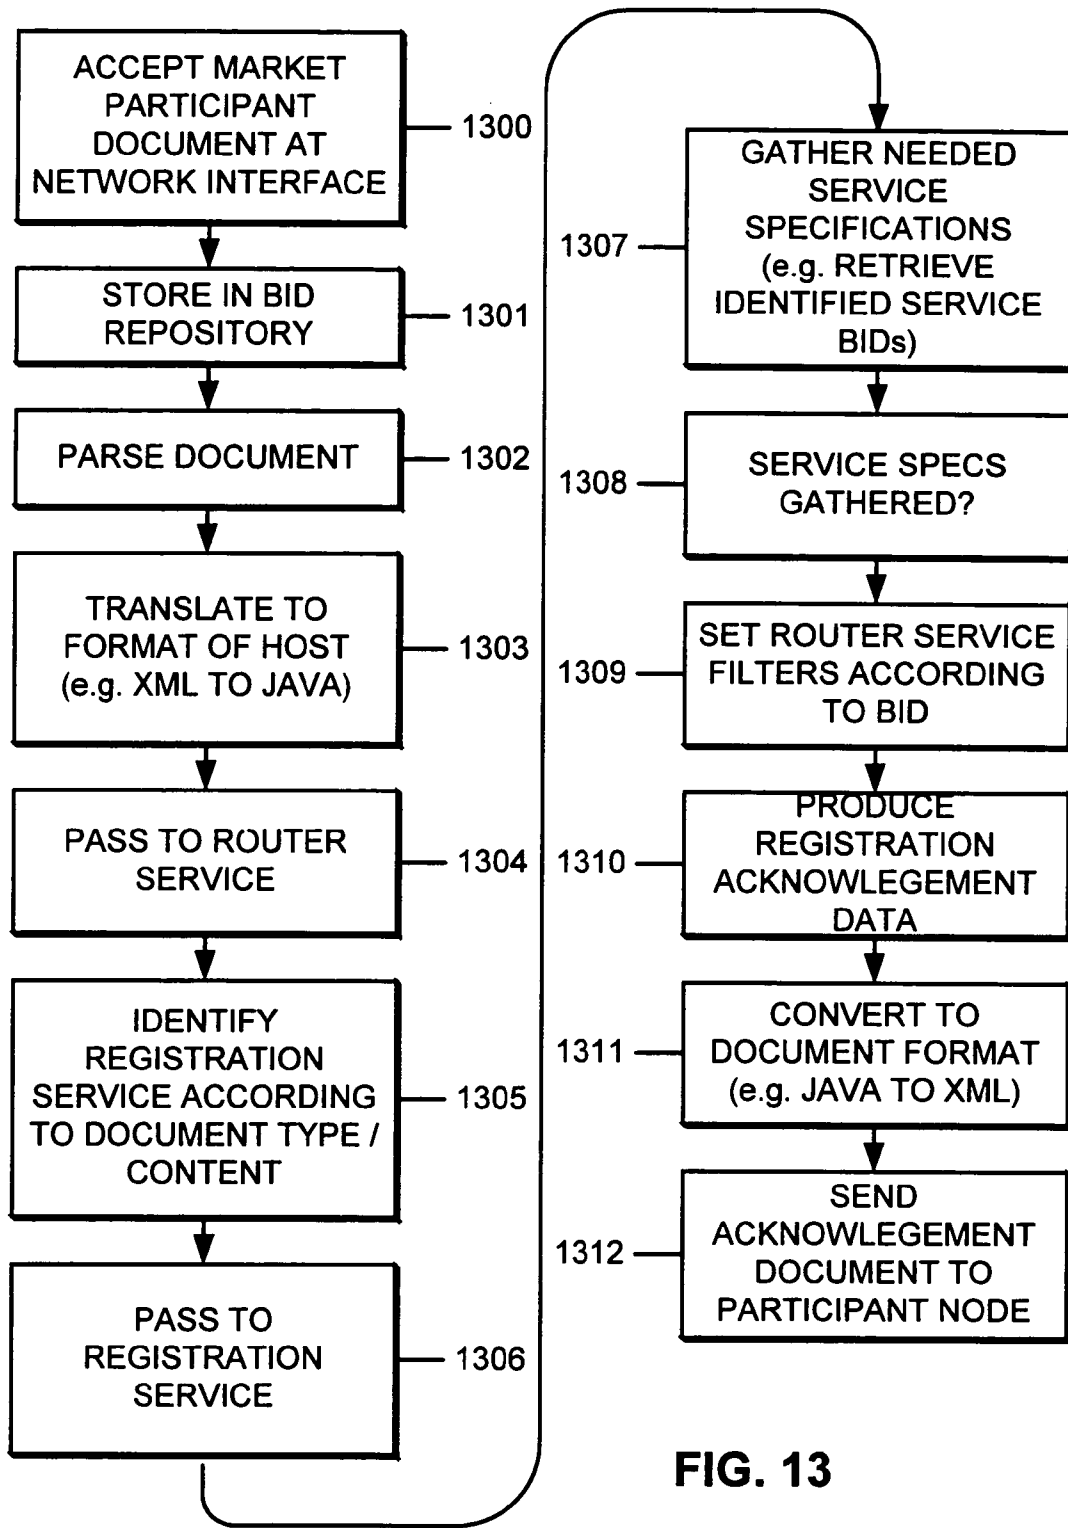 ACCEPT MARKET
PARTICIPANT
DOCUMENT AT
NETWORK INTERFACE
1300
STORE IN BID
REPOSITORY
1301
PARSE DOCUMENT
1302
TRANSLATE TO
FORMAT OF HOST
(e.g. XML TO JAVA)
1303
PASS TO ROUTER
SERVICE
1304
IDENTIFY
REGISTRATION
SERVICE ACCORDING
TO DOCUMENT TYPE /
CONTENT
1305
PASS TO
REGISTRATION
SERVICE
1306
GATHER NEEDED
SERVICE
SPECIFICATIONS
(e.g. RETRIEVE
IDENTIFIED SERVICE
BIDs)
1307
SERVICE SPECS
GATHERED?
1308
SET ROUTER SERVICE
FILTERS ACCORDING
TO BID
1309
PRODUCE
REGISTRATION
ACKNOWLEGEMENT
DATA
1310
CONVERT TO
DOCUMENT FORMAT
(e.g. JAVA TO XML)
1311
SEND
ACKNOWLEGEMENT
DOCUMENT TO
PARTICIPANT NODE
1312
FIG. 13